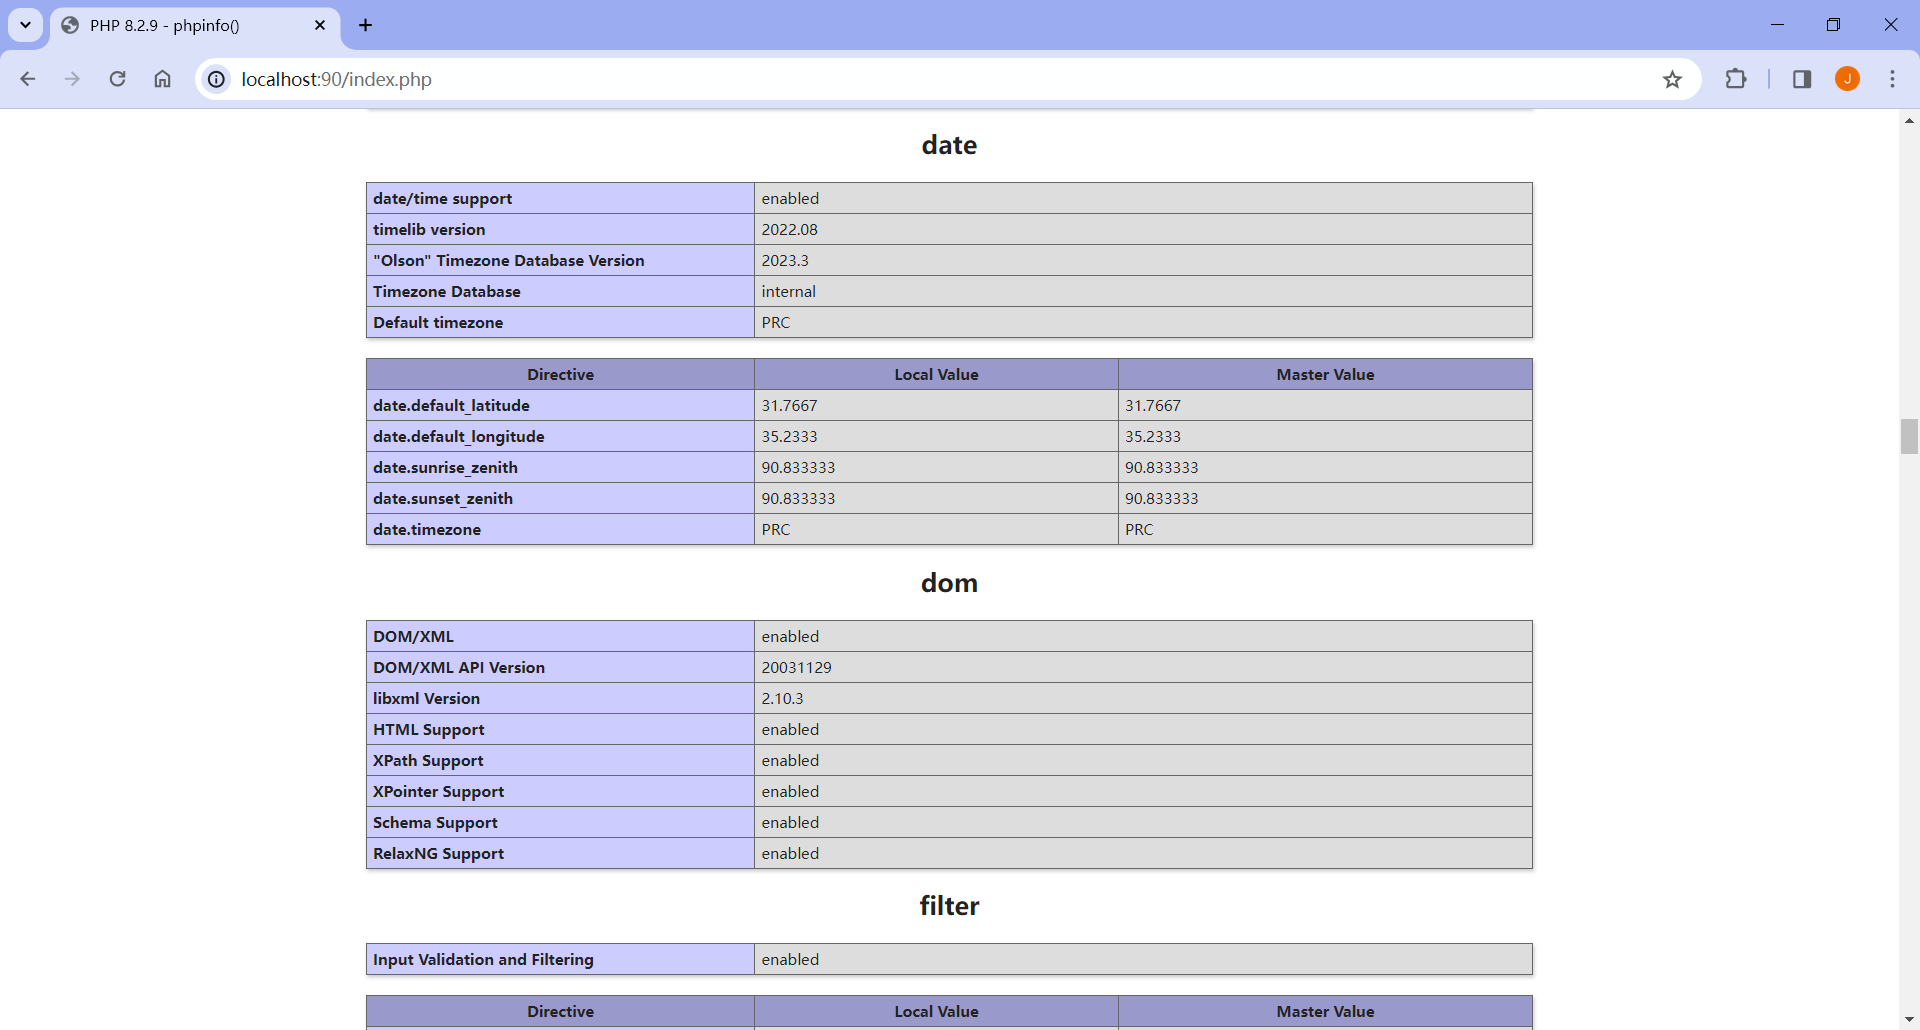 PHP 8.2.9 - phpinfo()
localhost:90/index.php
J
date
date/time support enabled
timelib version 2022.08
"Olson" Timezone Database Version 2023.3
Timezone Database internal
Default timezone PRC
Directive Local Value Master Value
date.default_latitude 31.7667 31.7667
date.default_longitude 35.2333 35.2333
date.sunrise_zenith 90.833333 90.833333
date.sunset_zenith 90.833333 90.833333
date.timezone PRC PRC
dom
DOM/XML enabled
DOM/XML API Version 20031129
libxml Version 2.10.3
HTML Support enabled
XPath Support enabled
XPointer Support enabled
Schema Support enabled
RelaxNG Support enabled
filter
Input Validation and Filtering enabled
Directive Local Value Master Value